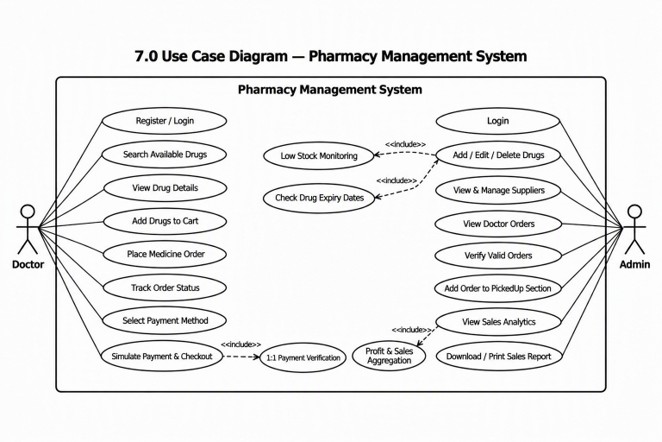 7.0 Use Case Diagram — Pharmacy Management System
Pharmacy Management System
Doctor
Register / Login
Search Available Drugs
View Drug Details
Add Drugs to Cart
Place Medicine Order
Track Order Status
Select Payment Method
Simulate Payment & Checkout
<<include>>
1:1 Payment Verification
Low Stock Monitoring
<<include>>
Check Drug Expiry Dates
<<include>>
Profit & Sales
Aggregation
<<include>>
Login
Add / Edit / Delete Drugs
View & Manage Suppliers
View Doctor Orders
Verify Valid Orders
Add Order to PickedUp Section
View Sales Analytics
Download / Print Sales Report
Admin